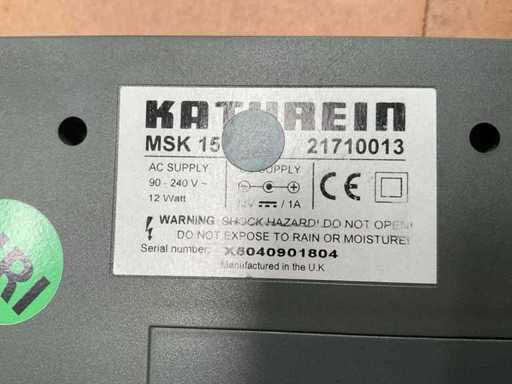 KATHREIN
MSK 15 21710013
AC SUPPLY SUPPLY
90 - 240 V ~
12 Watt V / 1A
CE
WARNING SHOCK HAZARD! DO NOT OPEN!
DO NOT EXPOSE TO RAIN OR MOISTURE!
Serial number: X8040901804
Manufactured in the U.K
RI